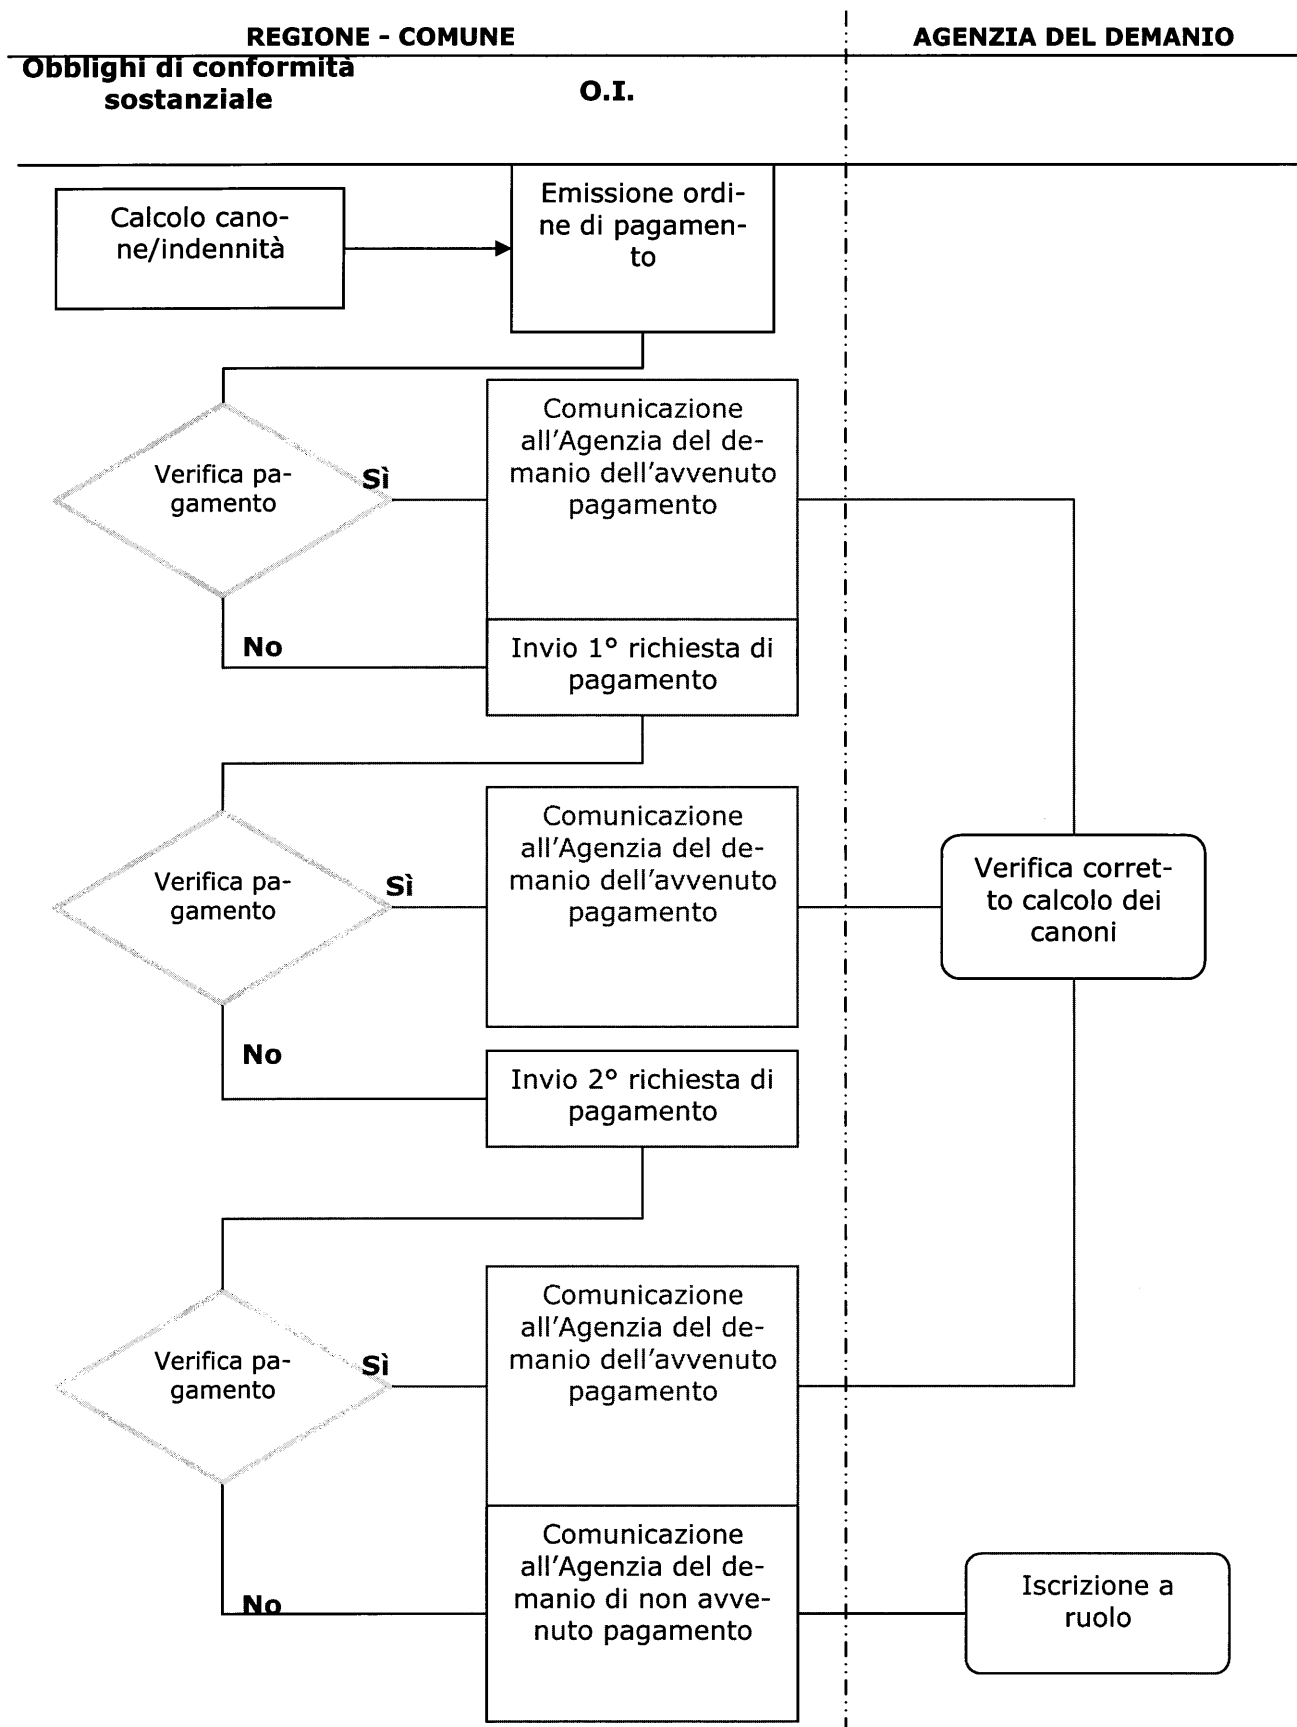 REGIONE - COMUNE
AGENZIA DEL DEMANIO
Obblighi di conformità
sostanziale
O.I.
Calcolo cano-
ne/indennità
Emissione ordi-
ne di pagamen-
to
Verifica pa-
gamento
Sì
Comunicazione
all'Agenzia del de-
manio dell'avvenuto
pagamento
No
Invio 1° richiesta di
pagamento
Verifica pa-
gamento
Sì
Comunicazione
all'Agenzia del de-
manio dell'avvenuto
pagamento
Verifica corret-
to calcolo dei
canoni
No
Invio 2° richiesta di
pagamento
Verifica pa-
gamento
Sì
Comunicazione
all'Agenzia del de-
manio dell'avvenuto
pagamento
No
Comunicazione
all'Agenzia del de-
manio di non avve-
nuto pagamento
Iscrizione a
ruolo